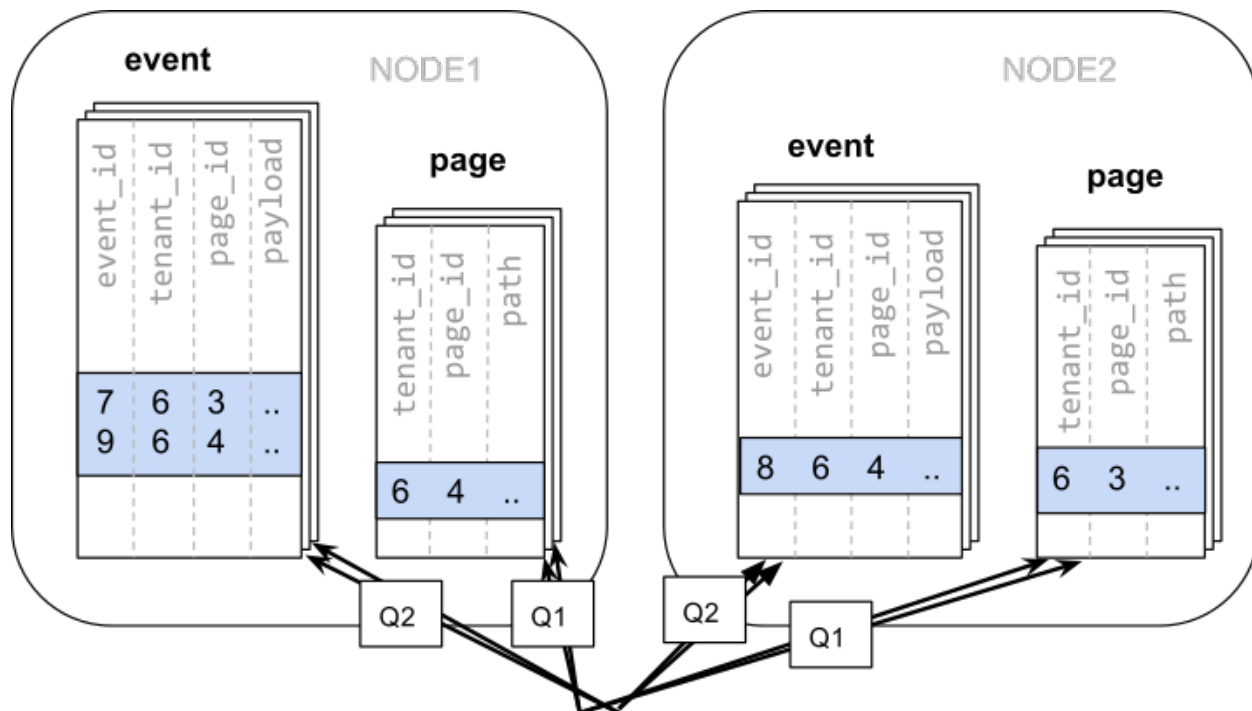 NODE1
event
event_id
tenant_id
page_id
payload
7 6 3 ..
9 6 4 ..
page
tenant_id
page_id
path
6 4 ..
Q2
Q1
NODE2
event
event_id
tenant_id
page_id
payload
8 6 4 ..
page
tenant_id
page_id
path
6 3 ..
Q2
Q1